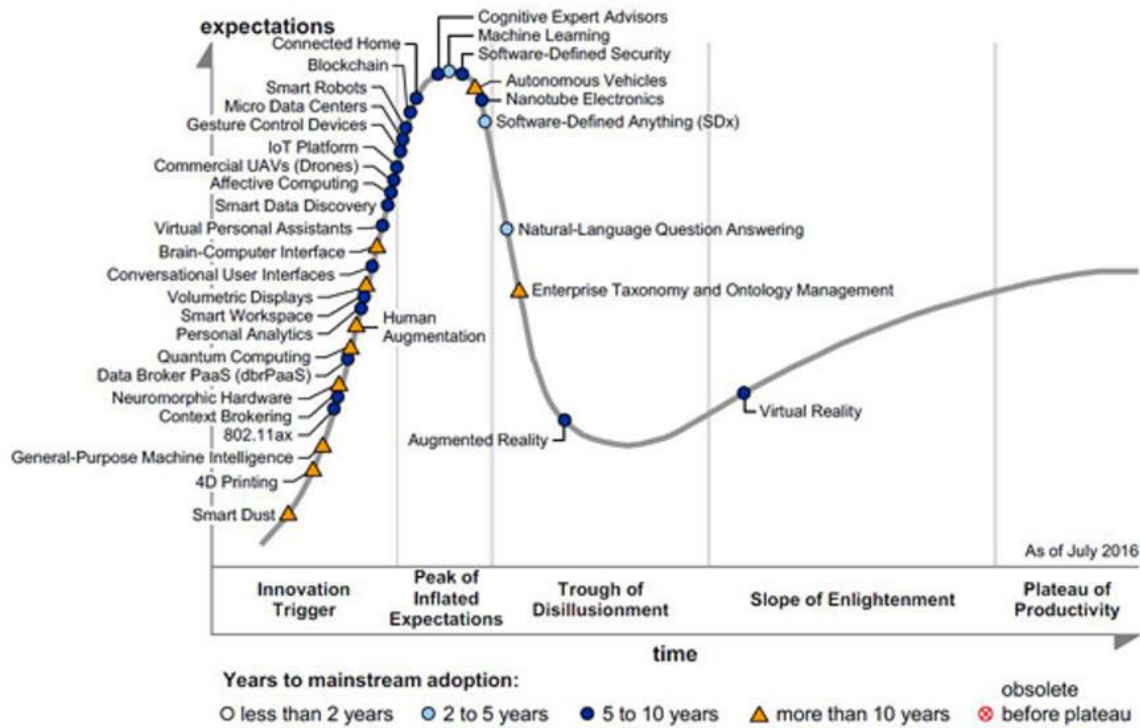 expectations
Cognitive Expert Advisors
Machine Learning
Software-Defined Security
Connected Home
Blockchain
Smart Robots
Micro Data Centers
Gesture Control Devices
IoT Platform
Commercial UAVs (Drones)
Affective Computing
Smart Data Discovery
Virtual Personal Assistants
Brain-Computer Interface
Conversational User Interfaces
Volumetric Displays
Smart Workspace
Personal Analytics
Quantum Computing
Data Broker PaaS (dbrPaaS)
Neuromorphic Hardware
Context Brokering
802.11ax
General-Purpose Machine Intelligence
4D Printing
Smart Dust
Human
Augmentation
Autonomous Vehicles
Nanotube Electronics
Software-Defined Anything (SDx)
Natural-Language Question Answering
Enterprise Taxonomy and Ontology Management
Augmented Reality
Virtual Reality
As of July 2016
Innovation
Trigger
Peak of
Inflated
Expectations
Trough of
Disillusionment
Slope of Enlightenment
Plateau of
Productivity
time
Years to mainstream adoption:
less than 2 years
2 to 5 years
5 to 10 years
more than 10 years
obsolete
before plateau